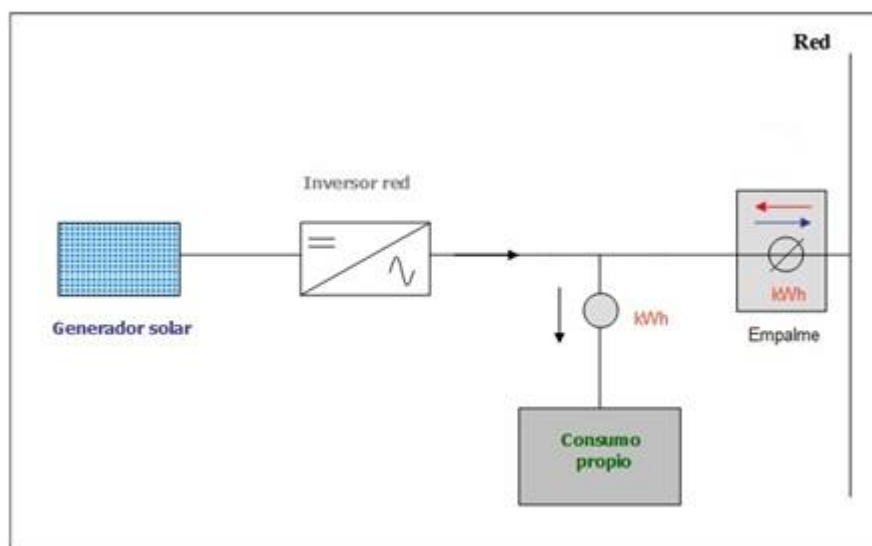 Red
Inversor red
Generador solar
kWh
kWh
Empalme
Consumo
propio